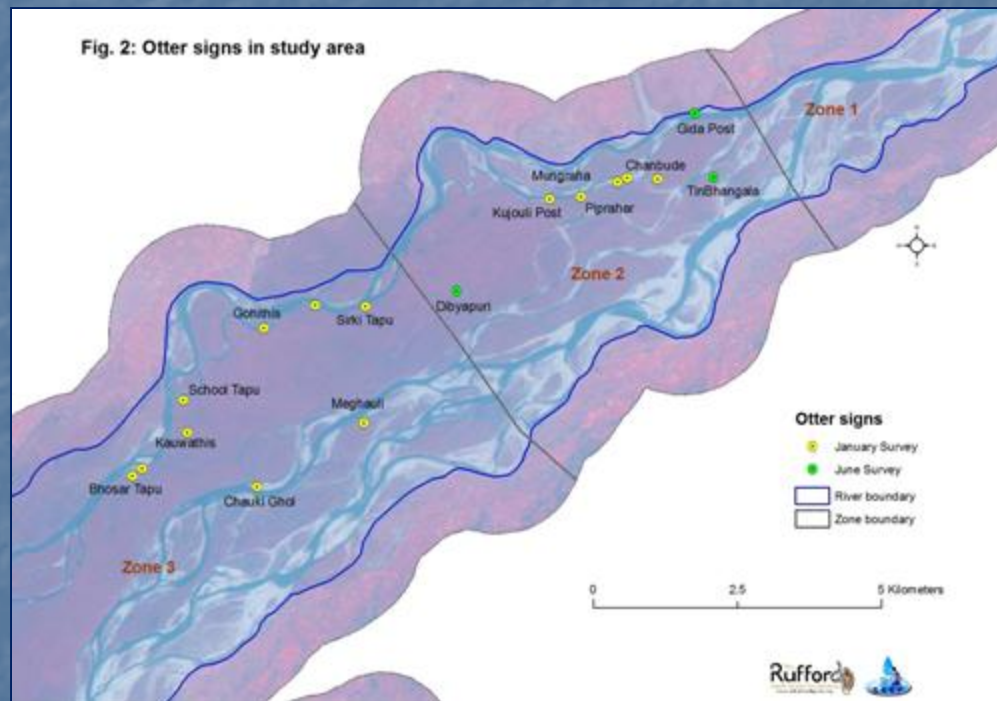 Fig. 2: Otter signs in study area
Zone 1
Gida Post
Chanbude
Mungraha
TinBhangala
Piprahar
Kujouli Post
Zone 2
Dibyapuri
Gohithis
Sirki Tapu
School Tapu
Meghauli
Kauwathis
Bhosar Tapu
Chauki Ghol
Zone 3
Otter signs
January Survey
June Survey
River boundary
Zone boundary
0 2.5 5 Kilometers
Rufford